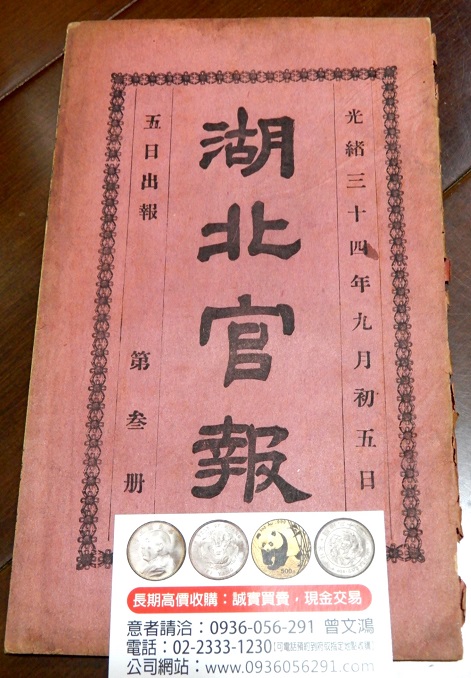 光緒三十四年九月初五日
湖北官報
五日出報
第叁册
長期高價收購：誠實買賣，現金交易
意者請洽：0936-056-291 曾文鴻
電話：02-2333-1230
公司網站：www.0936056291.com